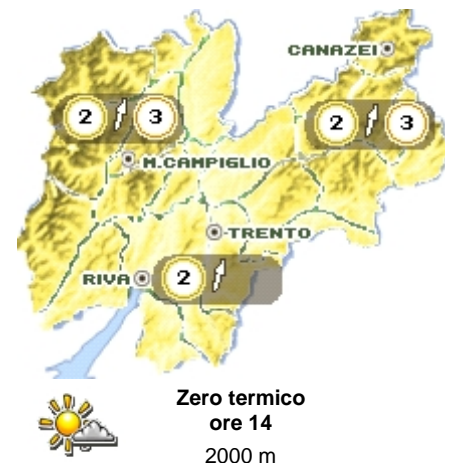 CANAZEI
2 3
2 3
M.CAMPIGLIO
TRENTO
RIVA 2
Zero termico
ore 14
2000 m